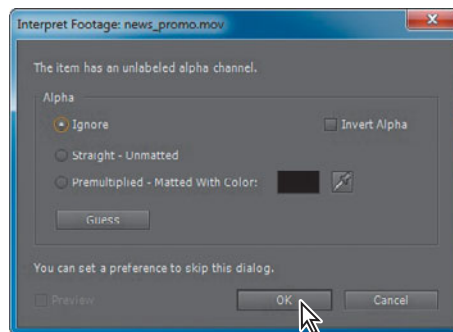 Interpret Footage: news_promo.mov
The item has an unlabeled alpha channel.
Alpha
Ignore
Invert Alpha
Straight - Unmatted
Premultiplied - Matted With Color:
Guess
You can set a preference to skip this dialog.
Preview
OK
Cancel